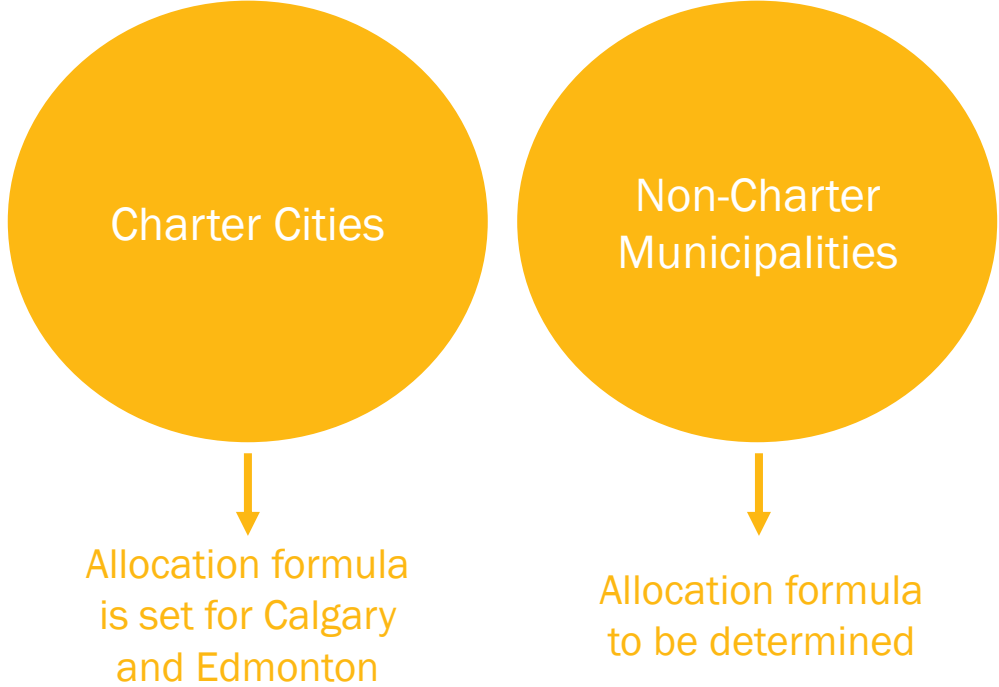 Charter Cities
Non-Charter
Municipalities
Allocation formula
is set for Calgary
and Edmonton
Allocation formula
to be determined